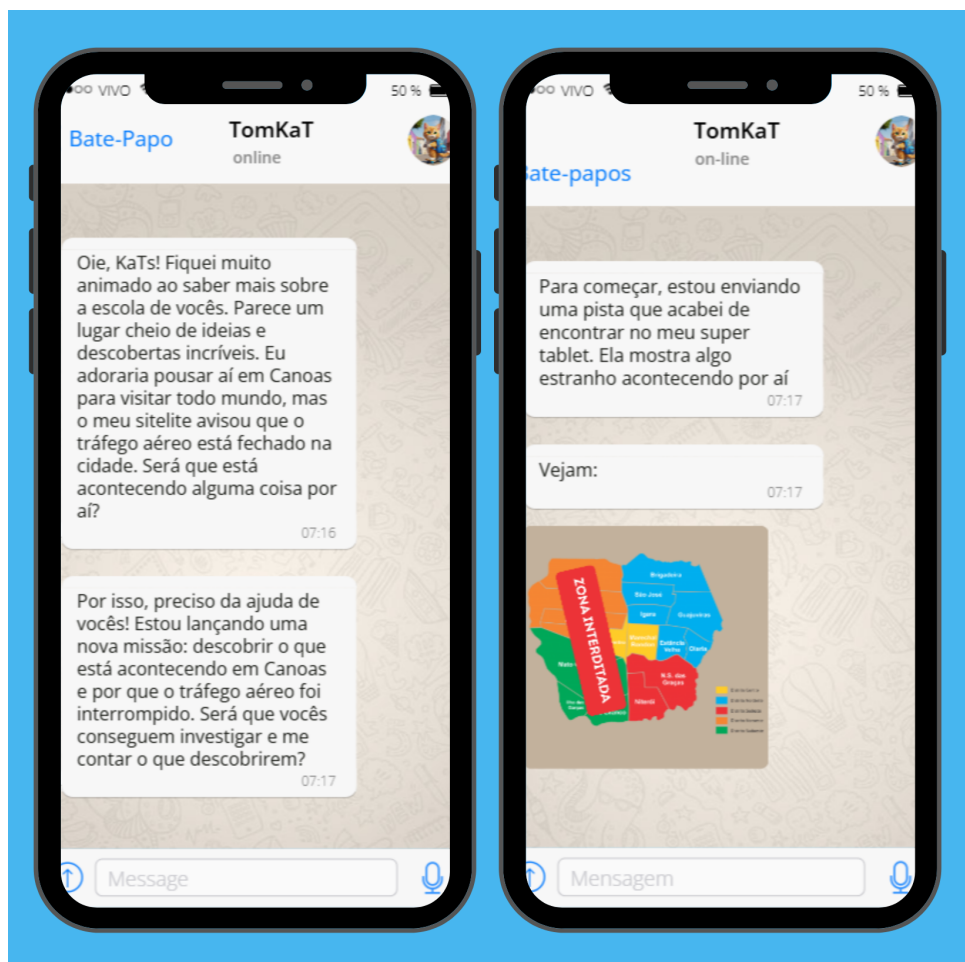 VIVO
50 %
Bate-Papo
TomKaT
online
Oie, KaTs! Fiquei muito
animado ao saber mais sobre
a escola de vocês. Parece um
lugar cheio de ideias e
descobertas incríveis. Eu
adoraria pousar aí em Canoas
para visitar todo mundo, mas
o meu sitelite avisou que o
tráfego aéreo está fechado na
cidade. Será que está
acontecendo alguma coisa por
aí?
07:16
Por isso, preciso da ajuda de
vocês! Estou lançando uma
nova missão: descobrir o que
está acontecendo em Canoas
e por que o tráfego aéreo foi
interrompido. Será que vocês
conseguem investigar e me
contar o que descobrirem?
07:17
Message
VIVO
50 %
TomKaT
on-line
Bate-papos
Para começar, estou enviando
uma pista que acabei de
encontrar no meu super
tablet. Ela mostra algo
estranho acontecendo por aí
07:17
Vejam:
07:17
ZONA INTERDITADA
Brigadeira
São José
Igara
Guajuviras
Marechal
Rondon
Estância
Velha
Olaria
N.S. das
Graças
Niterói
Mensagem